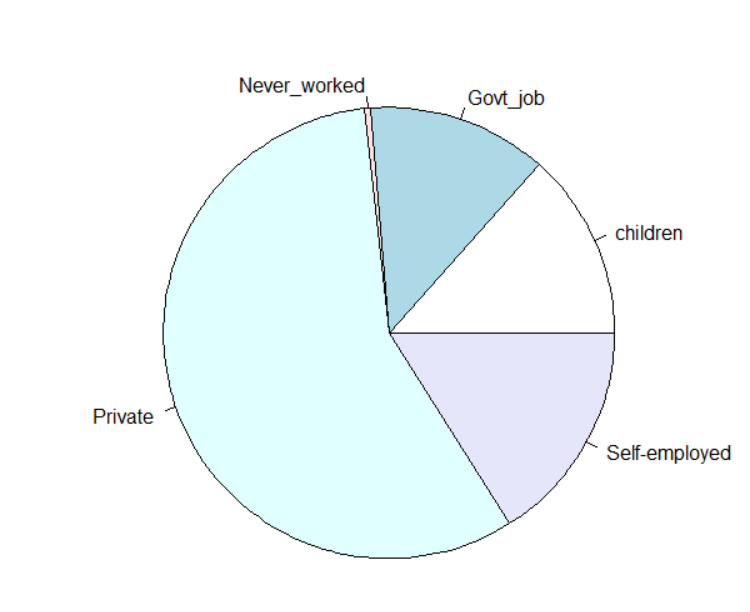 Never_worked
Govt_job
children
Private
Self-employed